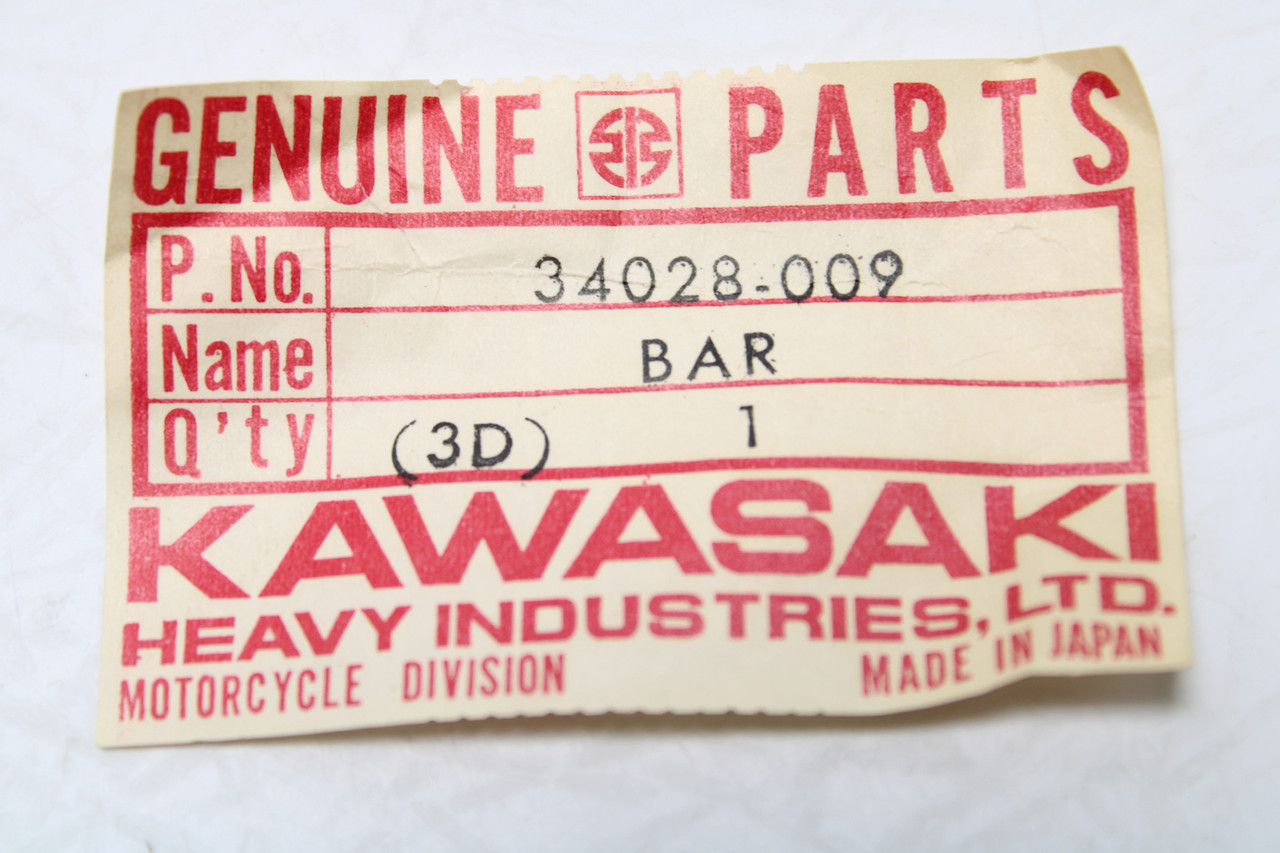 GENUINE PARTS
P. No. 34028-009
Name BAR
Q'ty (3D) 1
KAWASAKI
HEAVY INDUSTRIES, LTD.
MOTORCYCLE DIVISION MADE IN JAPAN